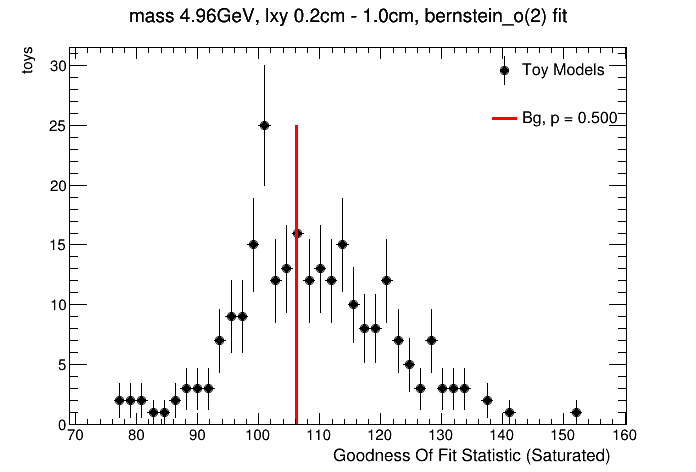 mass 4.96GeV, lxy 0.2cm - 1.0cm, bernstein_o(2) fit
toys
30
25
20
15
10
5
0
Toy Models
Bg, p = 0.500
70 80 90 100 110 120 130 140 150 160
Goodness Of Fit Statistic (Saturated)